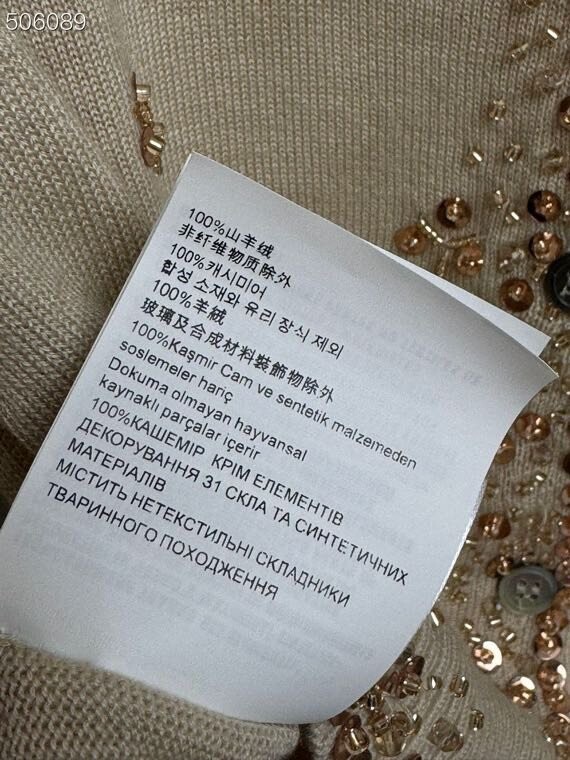 506089
100%山羊绒
非纤维物质除外
100%캐시미어
합성 소재와 유리 장식 제외
100%羊絨
玻璃及合成材料裝飾物除外
100%Kaşmir Cam ve sentetik malzemeden
soslemeler hariç
Dokuma olmayan hayvansal
kaynaklı parçalar içerir
100%КАШЕМІР КРІМ ЕЛЕМЕНТІВ
ДЕКОРУВАННЯ 31 СКЛА ТА СИНТЕТИЧНИХ
МАТЕРІАЛІВ
МІСТИТЬ НЕТЕКСТИЛЬНІ СКЛАДНИКИ
ТВАРИННОГО ПОХОДЖЕННЯ